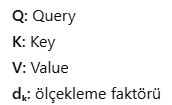 Q: Query
K: Key
V: Value
dₖ: ölçekleme faktörü